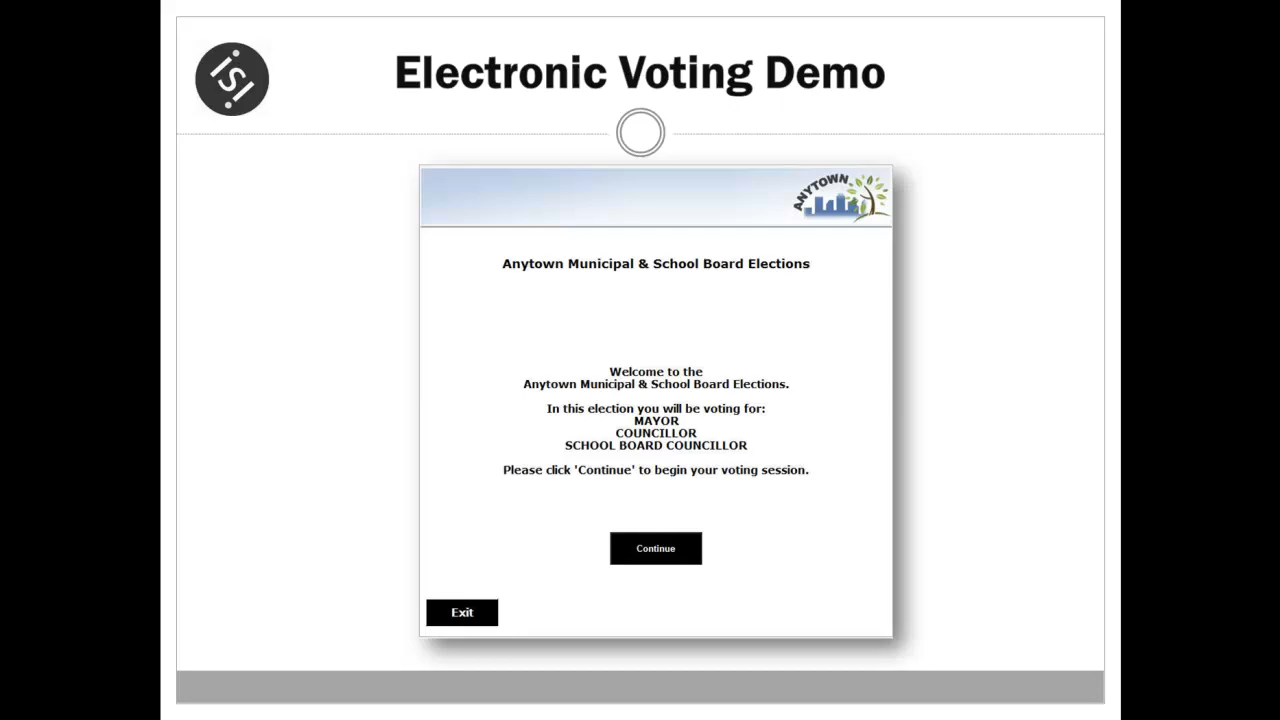 isi
Electronic Voting Demo
ANYTOWN
Anytown Municipal & School Board Elections
Welcome to the
Anytown Municipal & School Board Elections.
In this election you will be voting for:
MAYOR
COUNCILLOR
SCHOOL BOARD COUNCILLOR
Please click 'Continue' to begin your voting session.
Continue
Exit